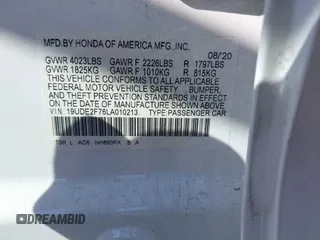 MFD.BY HONDA OF AMERICA MFG.,INC. 08/20
GVWR 4023LBS GAWR F 2226LBS R 1797LBS
GVWR 1825KG GAWR F 1010KG R 815KG
THIS VEHICLE CONFORMS TO ALL APPLICABLE
FEDERAL MOTOR VEHICLE SAFETY, BUMPER, AND
THEFT PREVENTION STANDARDS IN EFFECT ON
THE DATE OF MANUFACTURE SHOWN ABOVE.
VIN: 19UDE2F76LA010213 TYPE:PASSENGER CAR
NH883PX
DREAMBID